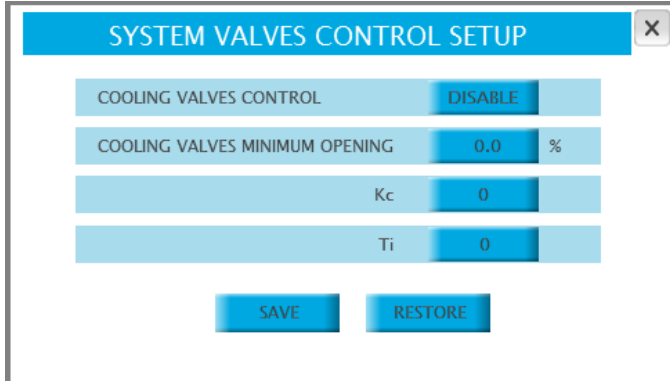 SYSTEM VALVES CONTROL SETUP X
COOLING VALVES CONTROL DISABLE
COOLING VALVES MINIMUM OPENING 0.0 %
Kc 0
Ti 0
SAVE RESTORE